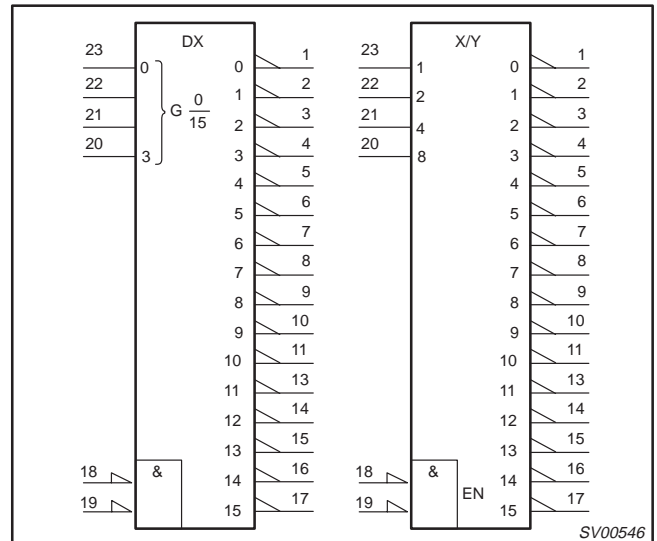 DX X/Y
23 0 0 1 23 1 0 1
22 1 2 22 2 1 2
G 0/15
21 2 3 21 4 2 3
20 3 3 4 20 8 3 4
4 5 4 5
5 6 5 6
6 7 6 7
7 8 7 8
8 9 8 9
9 10 9 10
10 11 10 11
11 13 11 13
12 14 12 14
13 15 13 15
18 & 14 16 18 & 14 16
EN
19 15 17 19 15 17
SV00546